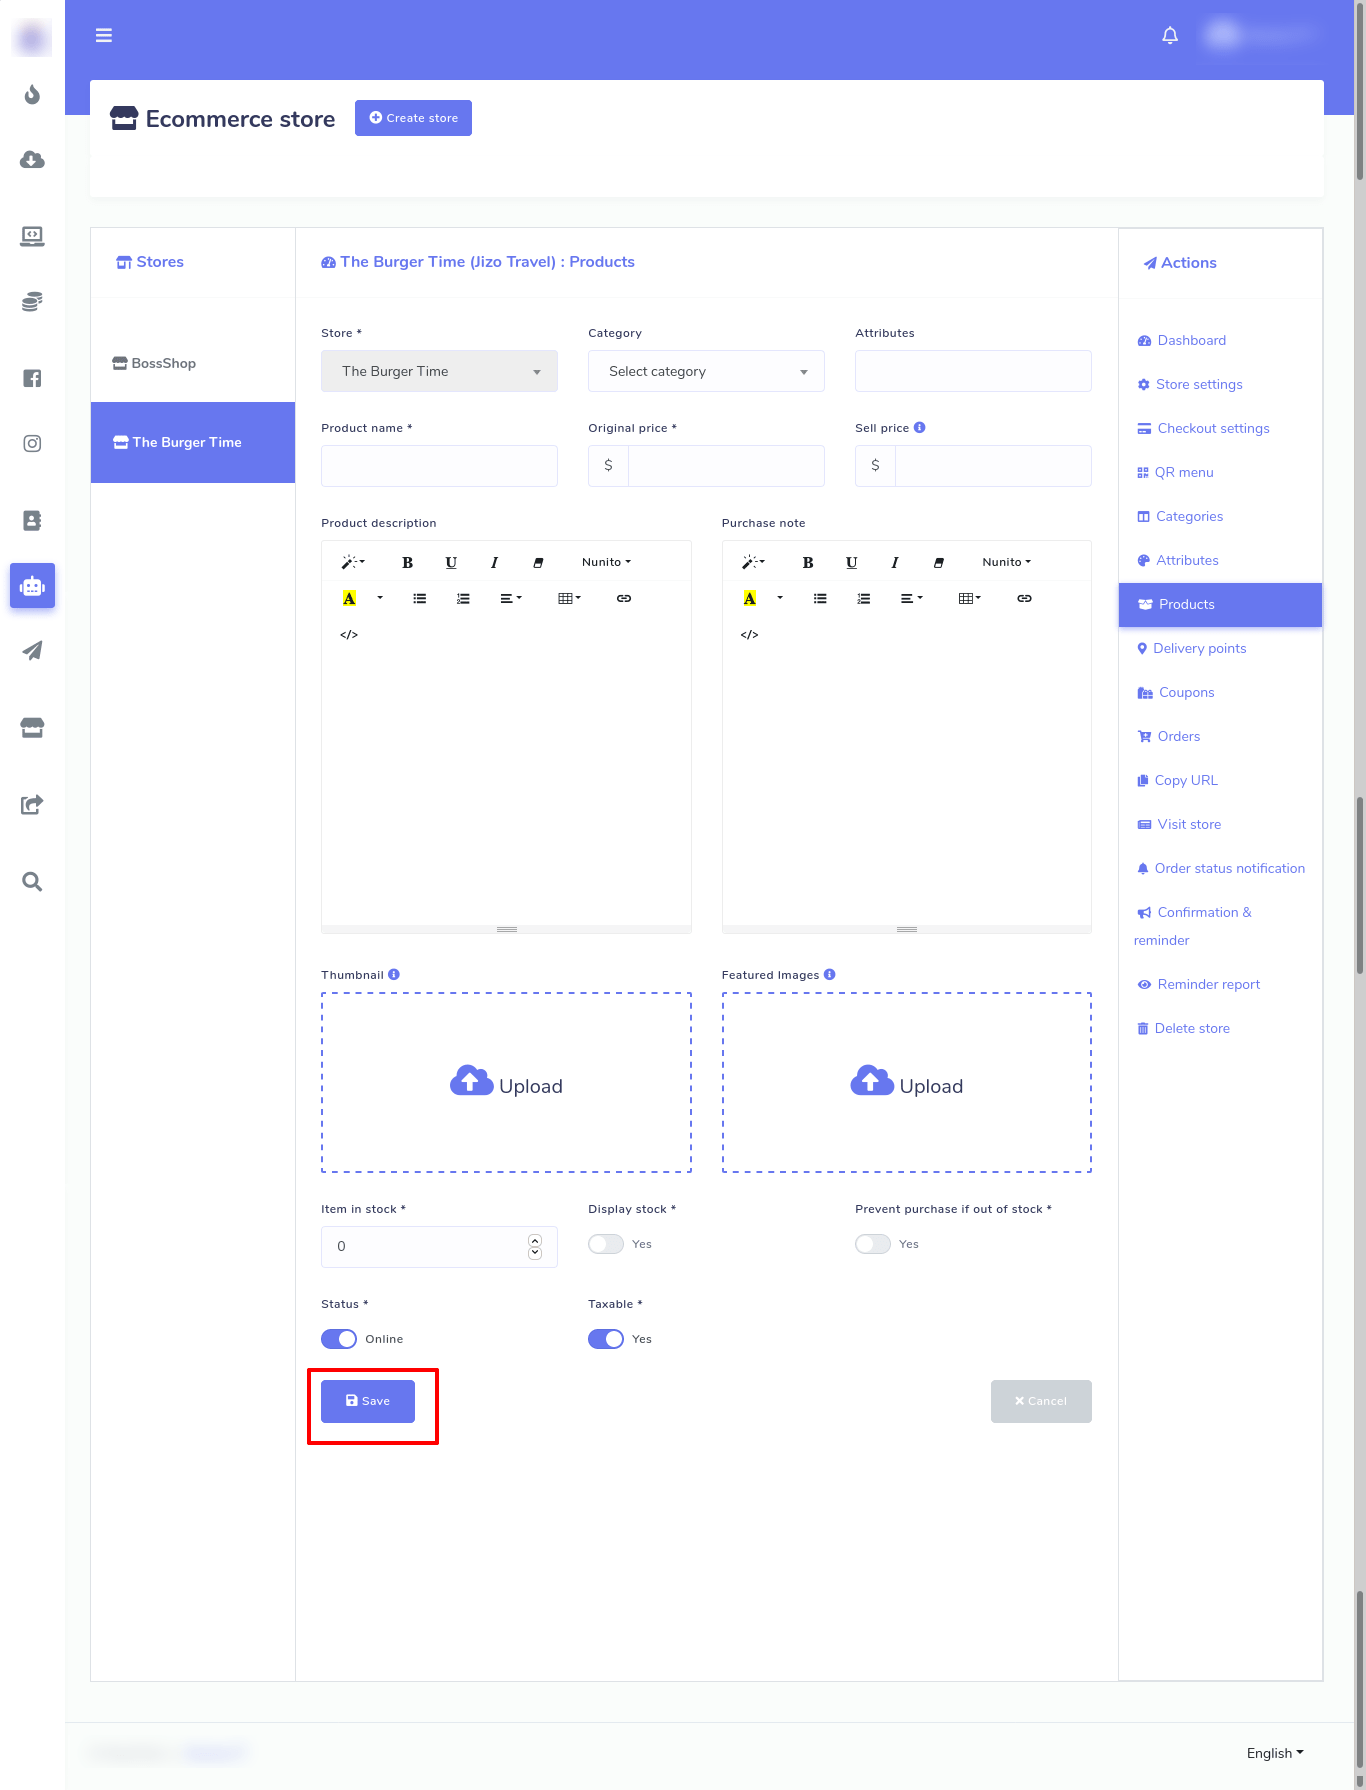 Ecommerce store
Create store
Stores
BossShop
The Burger Time
The Burger Time (Jizo Travel) : Products
Store *
Category
Attributes
The Burger Time
Select category
Product name *
Original price *
Sell price
$
$
Product description
Purchase note
B U I Nunito
A
</>
B U I Nunito
A
</>
Thumbnail
Featured Images
Upload
Upload
Item in stock *
Display stock *
Prevent purchase if out of stock *
0
Yes
Yes
Status *
Taxable *
Online
Yes
Save
Cancel
Actions
Dashboard
Store settings
Checkout settings
QR menu
Categories
Attributes
Products
Delivery points
Coupons
Orders
Copy URL
Visit store
Order status notification
Confirmation &
reminder
Reminder report
Delete store
English